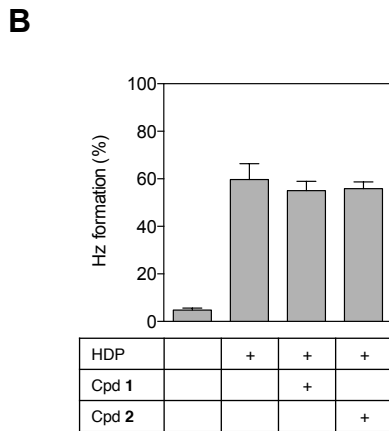 B
100
80
60
40
20
0
Hz formation (%)
HDP + + +
Cpd 1 +
Cpd 2 +